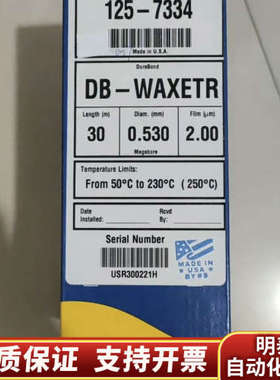 125-7334
Made in U.S.A
DuraBond
DB-WAXETR
Length (m)
Diam. (mm)
Film (µm)
30
0.530
2.00
Megabore
Temperature Limits:
From 50°C to 230°C (250°C)
Date
Installed:
Rcvd
By:
Serial Number
USR300221H
MADE IN
USA
质保证 支持开票
自动化